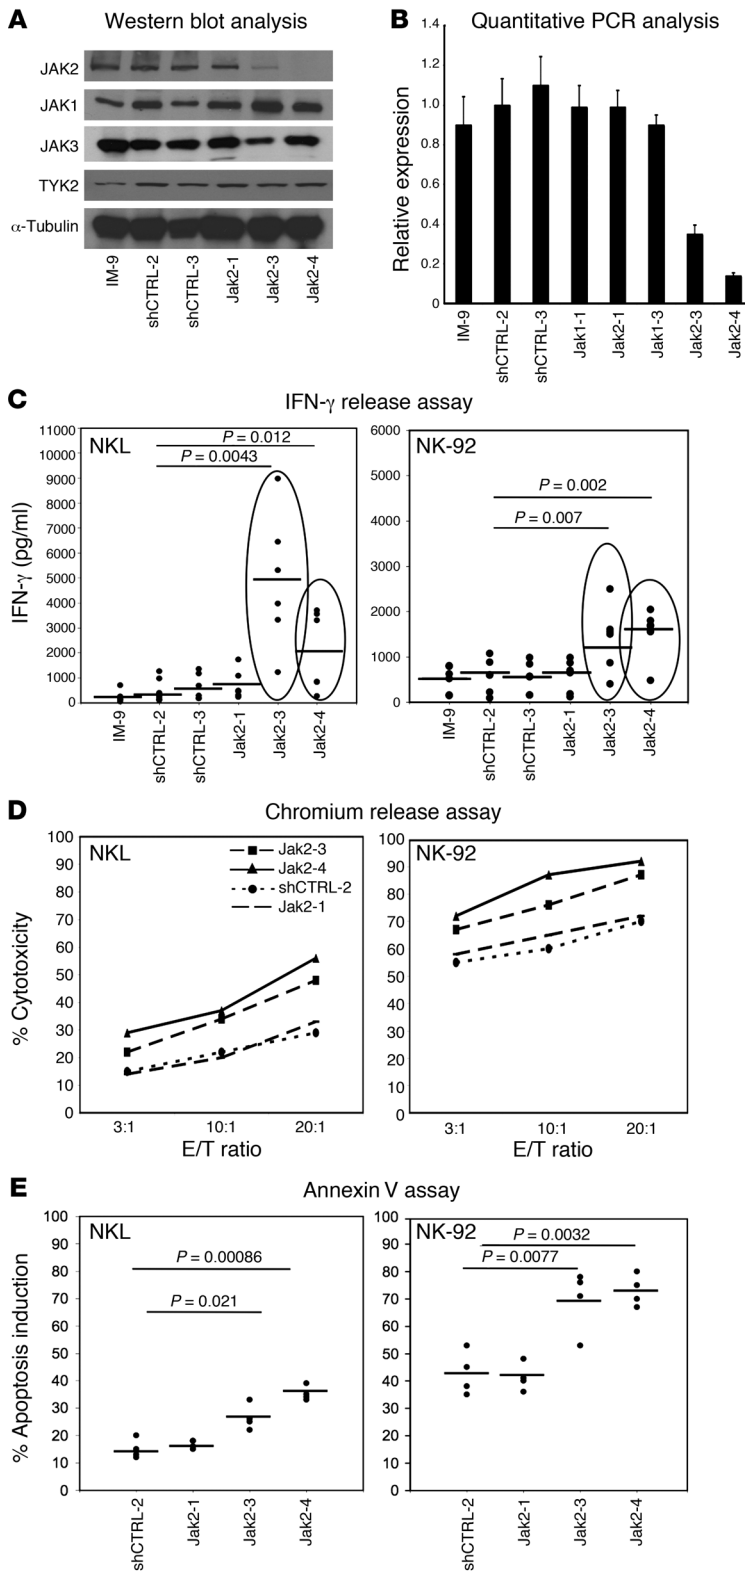 A Western blot analysis
JAK2
JAK1
JAK3
TYK2
α-Tubulin
IM-9 shCTRL-2 shCTRL-3 Jak2-1 Jak2-3 Jak2-4
B Quantitative PCR analysis
Relative expression
1.4
1.2
1.0
0.8
0.6
0.4
0.2
0
IM-9 shCTRL-2 shCTRL-3 Jak1-1 Jak2-1 Jak1-3 Jak2-3 Jak2-4
C IFN-γ release assay
IFN-γ (pg/ml)
NKL
11000
10000
9000
8000
7000
6000
5000
4000
3000
2000
1000
0
P = 0.012
P = 0.0043
IM-9 shCTRL-2 shCTRL-3 Jak2-1 Jak2-3 Jak2-4
NK-92
6000
5000
4000
3000
2000
1000
0
P = 0.002
P = 0.007
IM-9 shCTRL-2 shCTRL-3 Jak2-1 Jak2-3 Jak2-4
D Chromium release assay
% Cytotoxicity
NKL
100
90
80
70
60
50
40
30
20
10
0
Jak2-3
Jak2-4
shCTRL-2
Jak2-1
3:1 10:1 20:1
E/T ratio
NK-92
100
90
80
70
60
50
40
30
20
10
0
3:1 10:1 20:1
E/T ratio
E Annexin V assay
% Apoptosis induction
NKL
100
90
80
70
60
50
40
30
20
10
0
P = 0.00086
P = 0.021
shCTRL-2 Jak2-1 Jak2-3 Jak2-4
NK-92
100
90
80
70
60
50
40
30
20
10
0
P = 0.0032
P = 0.0077
shCTRL-2 Jak2-1 Jak2-3 Jak2-4